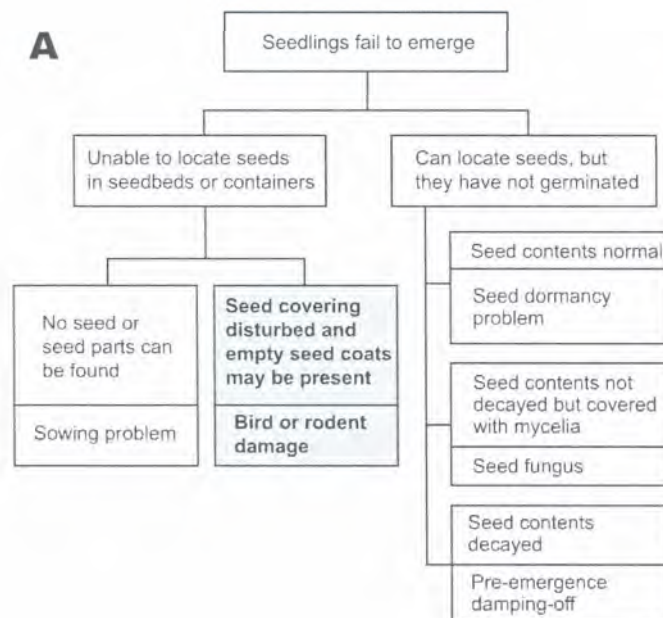 A
Seedlings fail to emerge
Unable to locate seeds
in seedbeds or containers
Can locate seeds, but
they have not germinated
No seed or
seed parts can
be found
Sowing problem
Seed covering
disturbed and
empty seed coats
may be present
Bird or rodent
damage
Seed contents normal
Seed dormancy
problem
Seed contents not
decayed but covered
with mycelia
Seed fungus
Seed contents
decayed
Pre-emergence
damping-off